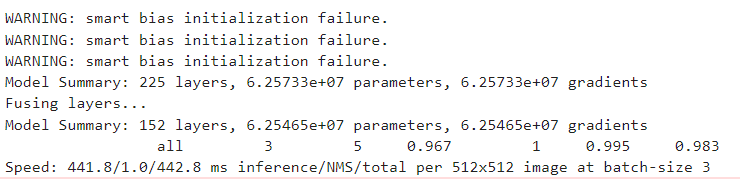 WARNING: smart bias initialization failure.
WARNING: smart bias initialization failure.
WARNING: smart bias initialization failure.
Model Summary: 225 layers, 6.25733e+07 parameters, 6.25733e+07 gradients
Fusing layers...
Model Summary: 152 layers, 6.25465e+07 parameters, 6.25465e+07 gradients
all 3 5 0.967 1 0.995 0.983
Speed: 441.8/1.0/442.8 ms inference/NMS/total per 512x512 image at batch-size 3